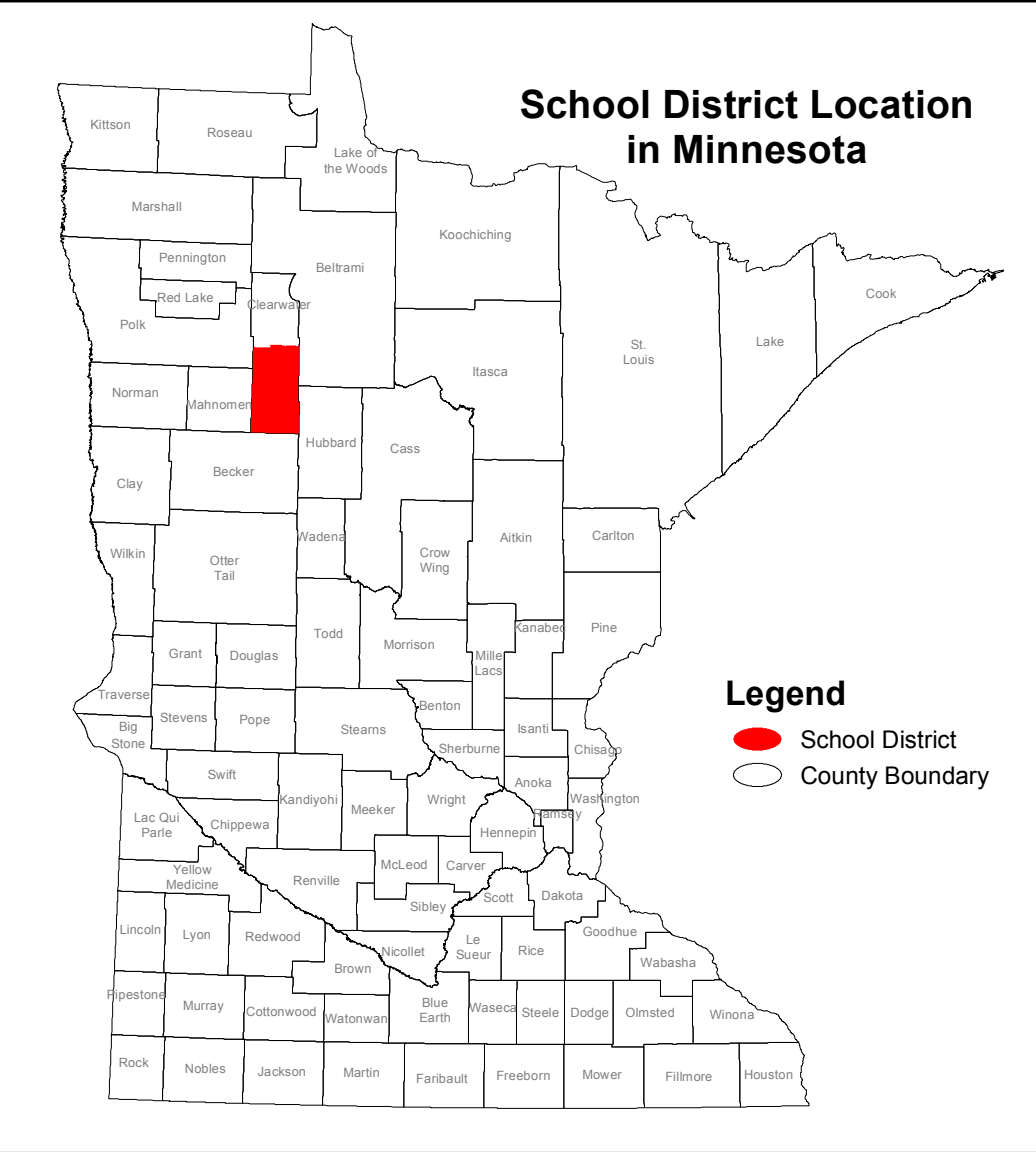 School District Location
in Minnesota
Kittson
Roseau
Lake of
the Woods
Marshall
Koochiching
Pennington
Beltrami
Red Lake
Clearwater
Polk
Cook
St.
Louis
Lake
Itasca
Norman
Mahnomen
Hubbard
Cass
Becker
Clay
Wadena
Aitkin
Carlton
Wilkin
Otter
Tail
Crow
Wing
Todd
Morrison
Kanabec
Pine
Grant
Douglas
Mille
Lacs
Traverse
Stevens
Pope
Benton
Stearns
Isanti
Big
Stone
Sherburne
Chisago
Legend
School District
County Boundary
Swift
Kandiyohi
Meeker
Wright
Anoka
Washington
Ramsey
Lac Qui
Parle
Chippewa
Hennepin
Yellow
Medicine
Renville
McLeod
Carver
Sibley
Scott
Dakota
Lincoln
Lyon
Redwood
Nicollet
Le
Sueur
Rice
Goodhue
Wabasha
Brown
Pipestone
Murray
Cottonwood
Watonwan
Blue
Earth
Waseca
Steele
Dodge
Olmsted
Winona
Rock
Nobles
Jackson
Martin
Faribault
Freeborn
Mower
Fillmore
Houston